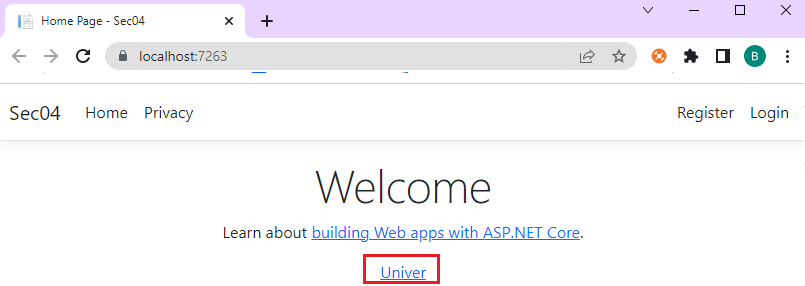 Home Page - Sec04
localhost:7263
B
Sec04 Home Privacy Register Login
Welcome
Learn about building Web apps with ASP.NET Core.
Univer